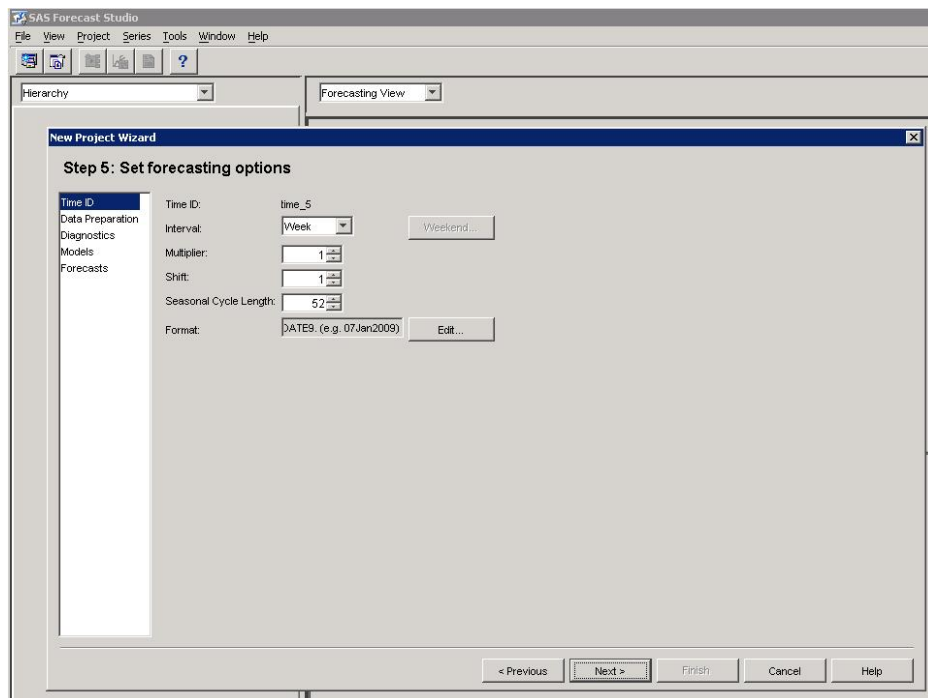 SAS Forecast Studio
File View Project Series Tools Window Help
?
Hierarchy
Forecasting View
New Project Wizard
Step 5: Set forecasting options
Time ID
Data Preparation
Diagnostics
Models
Forecasts
Time ID: time_5
Interval: Week Weekend...
Multiplier: 1
Shift: 1
Seasonal Cycle Length: 52
Format: DATE9. (e.g. 07Jan2009) Edit...
< Previous Next > Finish Cancel Help